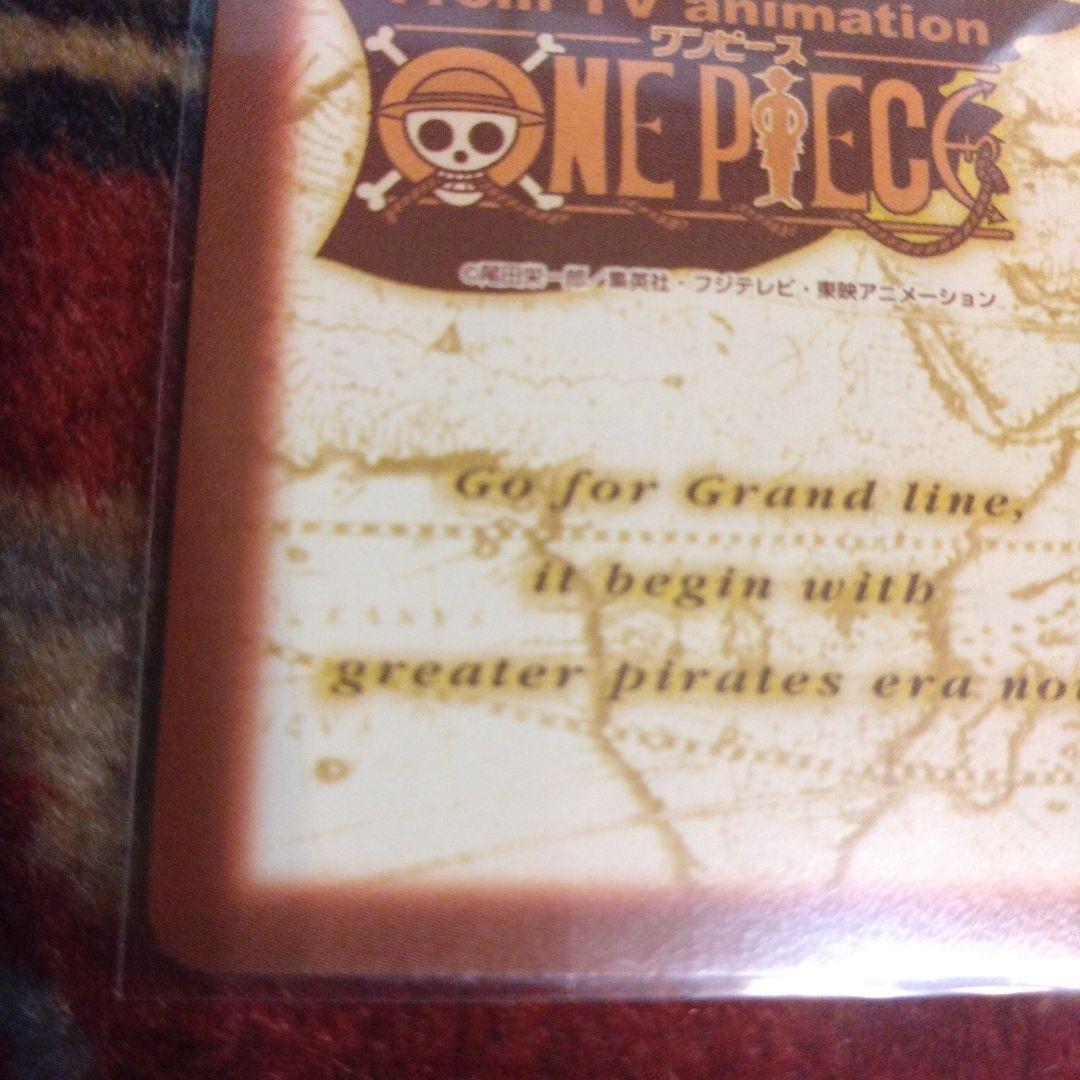 From TV animation
ワンピース
ONE PIECE
©尾田栄一郎／集英社・フジテレビ・東映アニメーション
Go for Grand line,
it begin with
greater pirates era